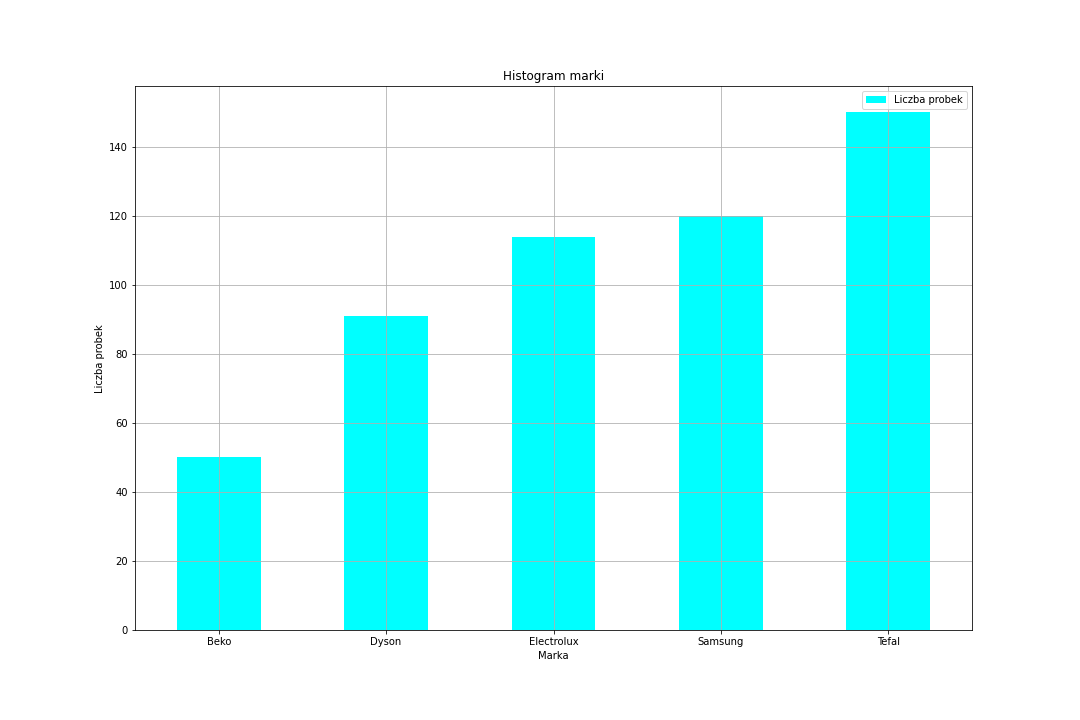 Histogram marki
Liczba probek
140
120
100
80
60
40
20
0
Liczba probek
Beko
Dyson
Electrolux
Samsung
Tefal
Marka